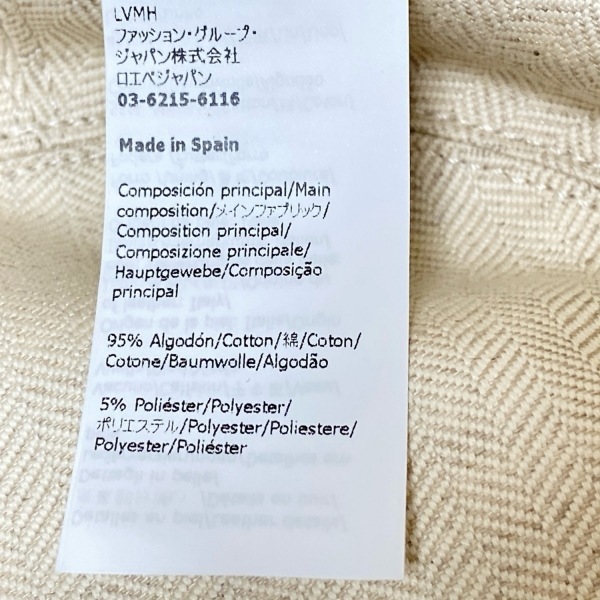 LVMH
ファッション・グループ・
ジャパン株式会社
ロエベジャパン
03-6215-6116
Made in Spain
Composición principal/Main
composition/メインファブリック/
Composition principal/
Composizione principale/
Hauptgewebe/Composição
principal
95% Algodón/Cotton/綿/Coton/
Cotone/Baumwolle/Algodão
5% Poliéster/Polyester/
ポリエステル/Polyester/Poliestere/
Polyester/Poliéster